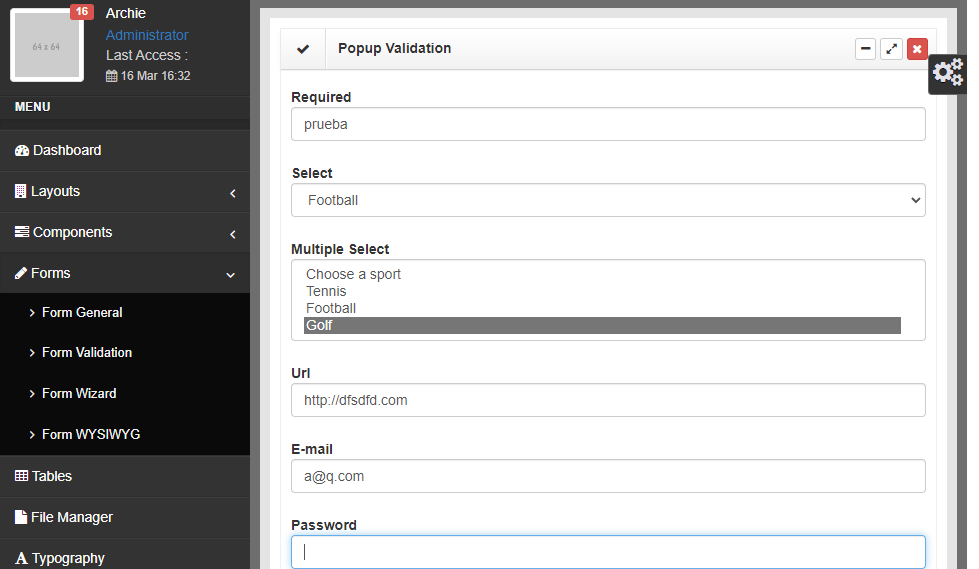 16
64 x 64
Archie
Administrator
Last Access :
16 Mar 16:32
MENU
Dashboard
Layouts
Components
Forms
Form General
Form Validation
Form Wizard
Form WYSIWYG
Tables
File Manager
Typography
Popup Validation
Required
prueba
Select
Football
Multiple Select
Choose a sport
Tennis
Football
Golf
Url
http://dfsdfd.com
E-mail
a@q.com
Password